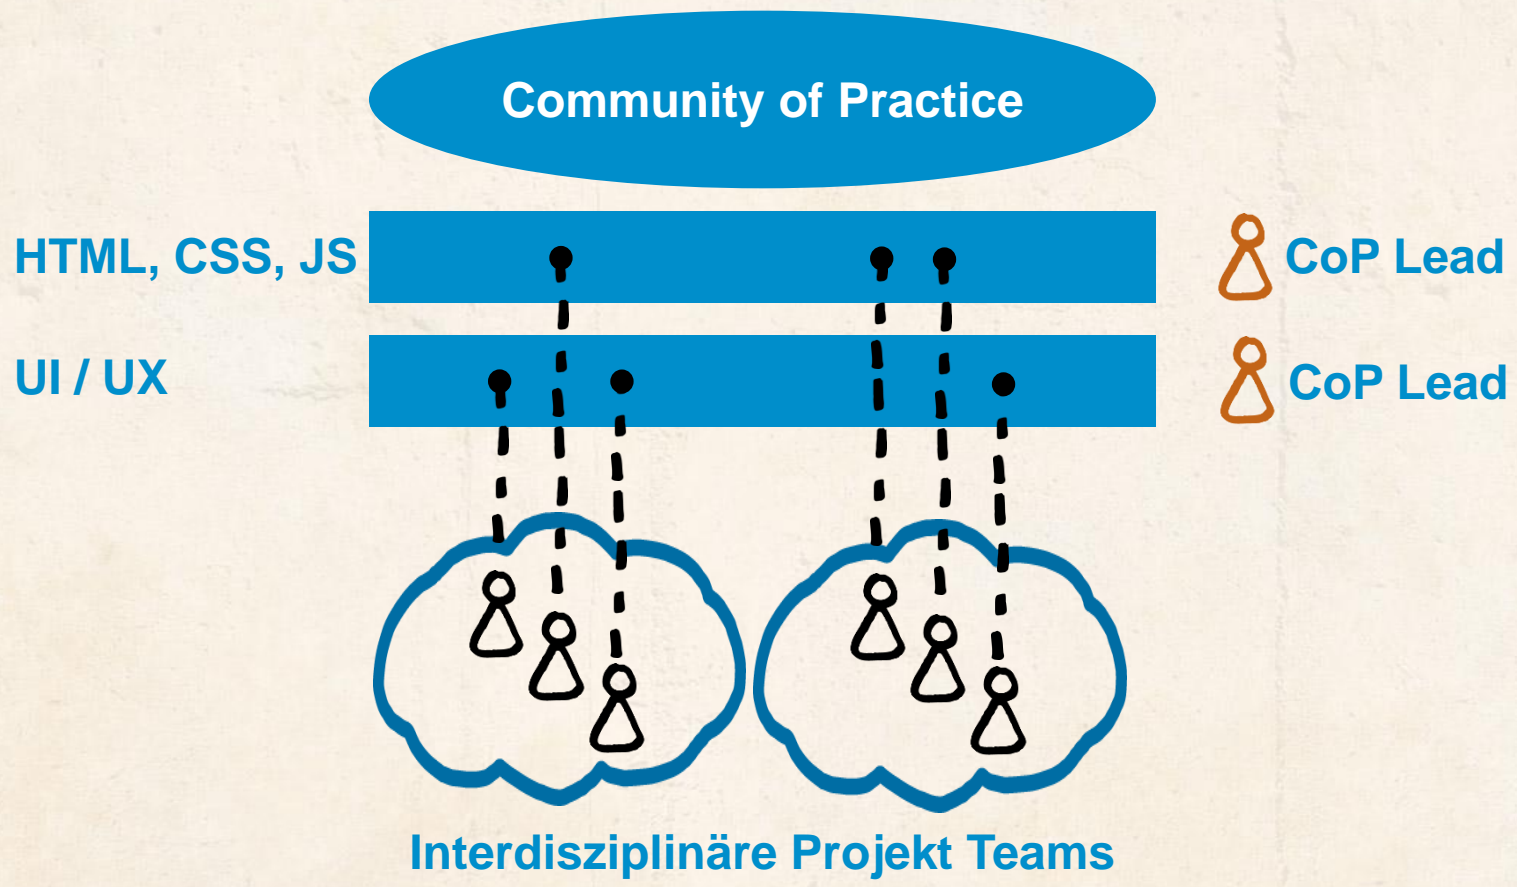 Community of Practice
HTML, CSS, JS
CoP Lead
UI / UX
CoP Lead
Interdisziplinäre Projekt Teams